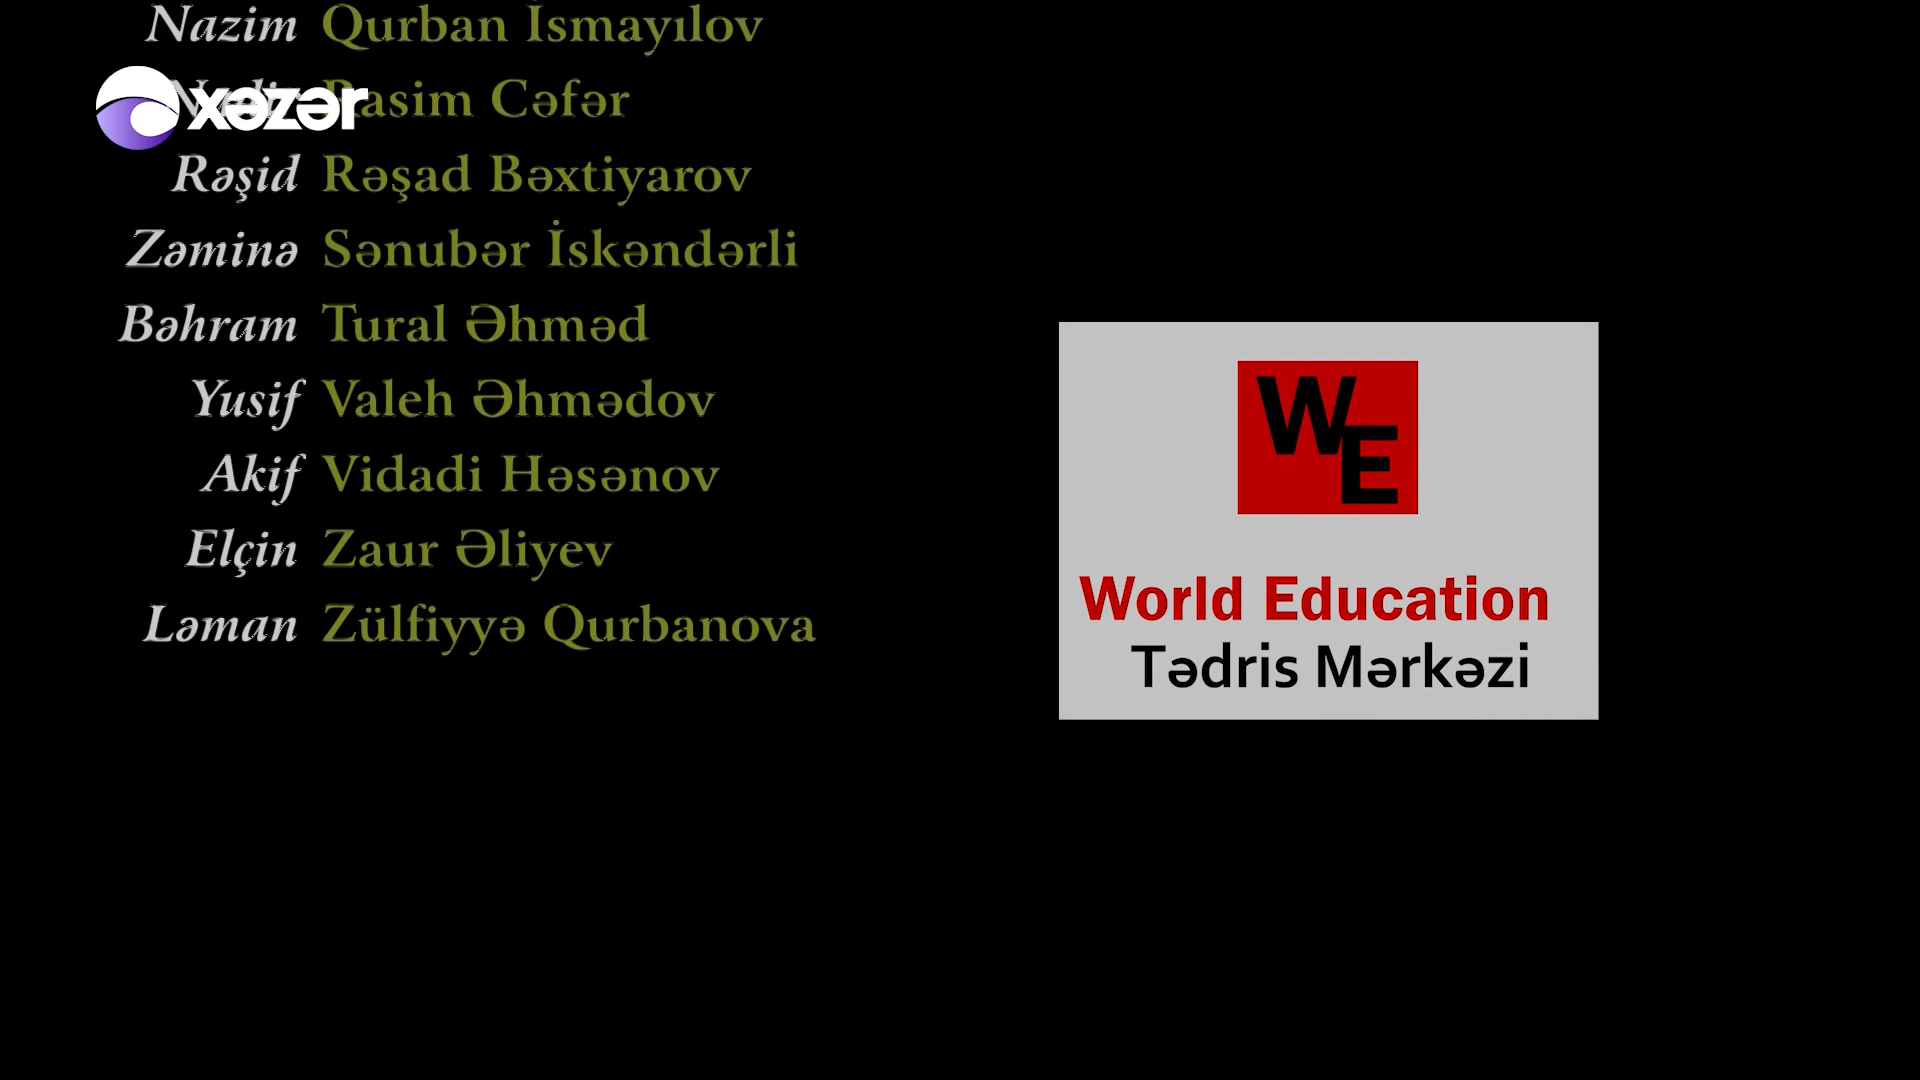 Nazim Qurban İsmayılov
xəzər
Rasim Cəfər
Rəşid Rəşad Bəxtiyarov
Zəminə Sənubər İskəndərli
Bəhram Tural Əhməd
Yusif Valeh Əhmədov
Akif Vidadi Həsənov
Elçin Zaur Əliyev
Ləman Zülfiyyə Qurbanova
WE
World Education
Tədris Mərkəzi